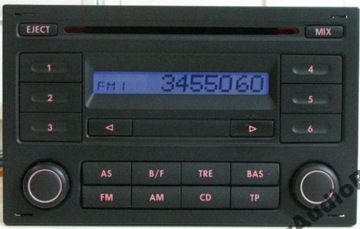 EJECT MIX
1 4
FM1 3455060
2 5
3 6
AS B/F TRE BAS
FM AM CD TP